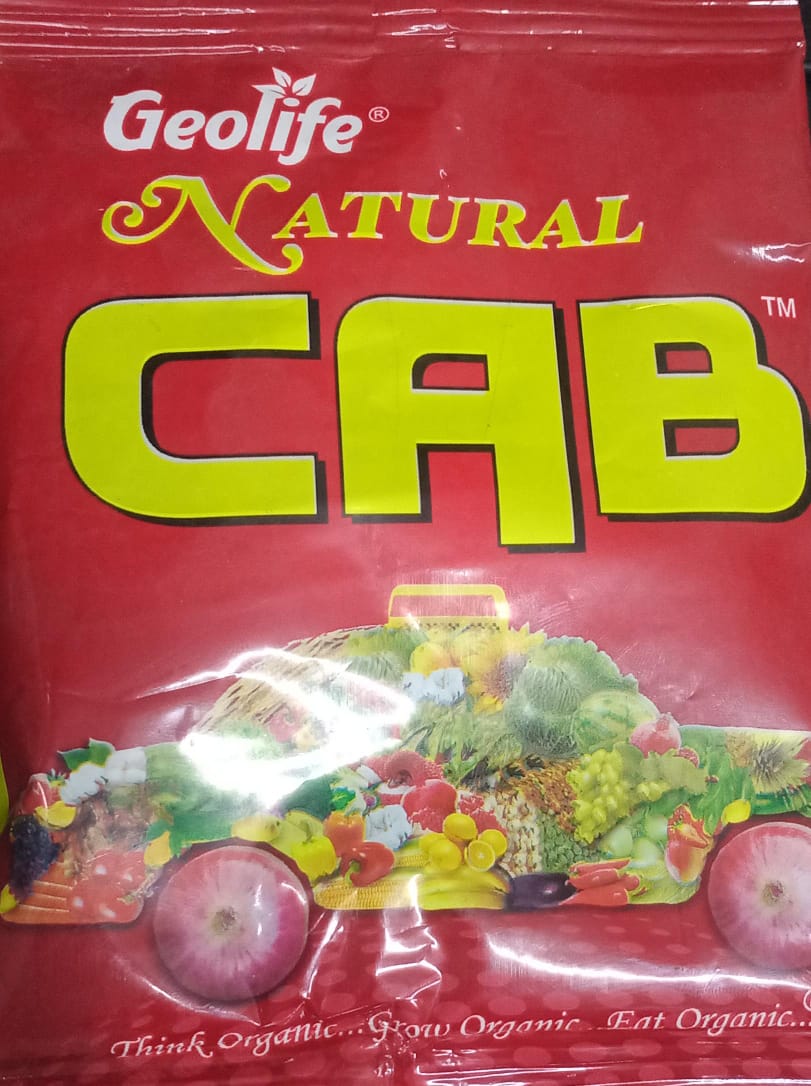 Geolife®
NATURAL
CAB™
Think Organic...Grow Organic...Eat Organic...